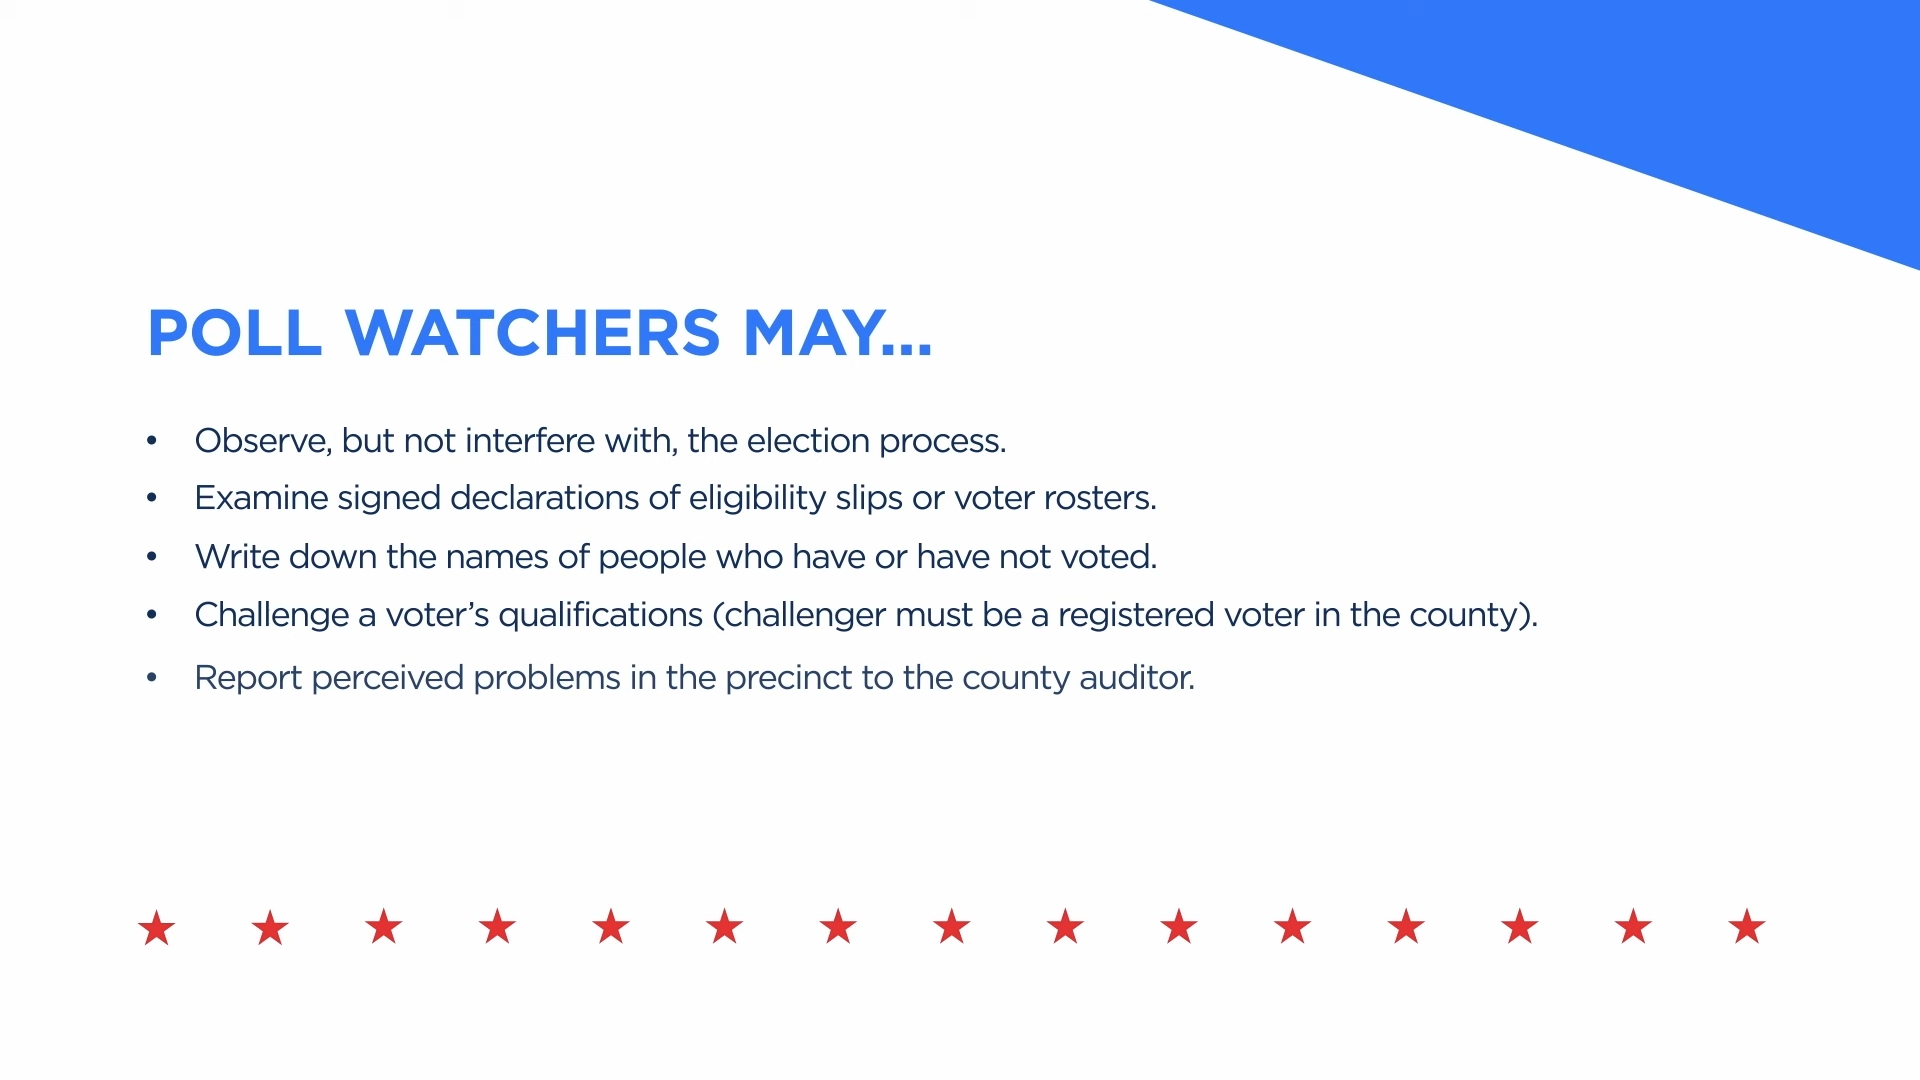 POLL WATCHERS MAY...
• Observe, but not interfere with, the election process.
• Examine signed declarations of eligibility slips or voter rosters.
• Write down the names of people who have or have not voted.
• Challenge a voter’s qualifications (challenger must be a registered voter in the county).
• Report perceived problems in the precinct to the county auditor.